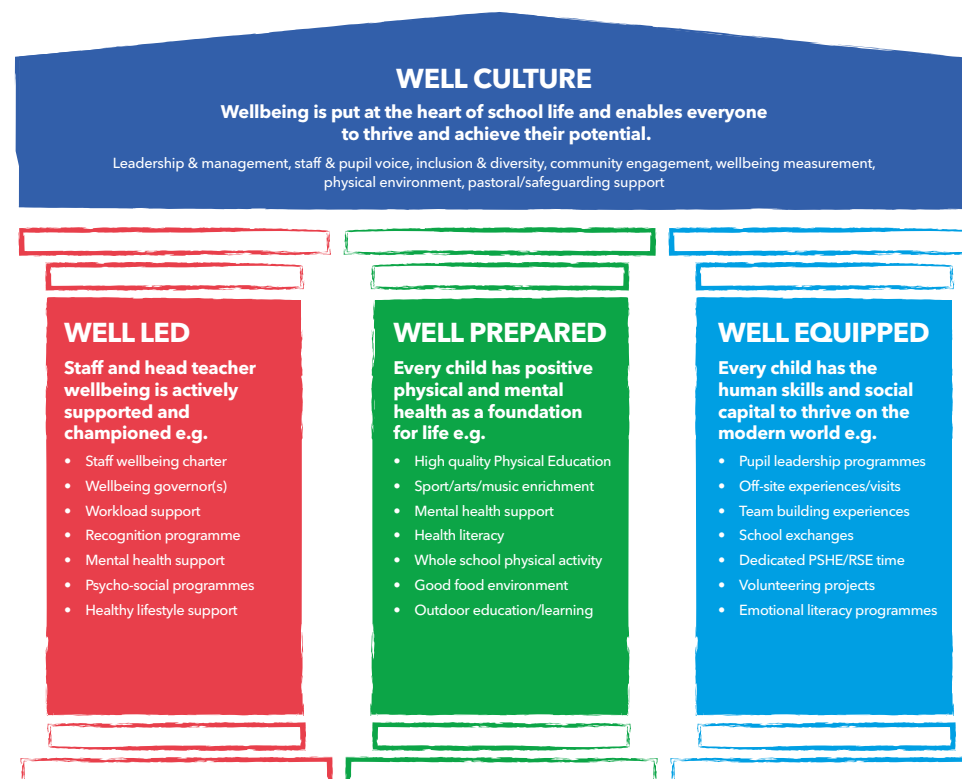 WELL CULTURE
Wellbeing is put at the heart of school life and enables everyone
to thrive and achieve their potential.
Leadership & management, staff & pupil voice, inclusion & diversity, community engagement, wellbeing measurement,
physical environment, pastoral/safeguarding support
WELL LED
Staff and head teacher
wellbeing is actively
supported and
championed e.g.
• Staff wellbeing charter
• Wellbeing governor(s)
• Workload support
• Recognition programme
• Mental health support
• Psycho-social programmes
• Healthy lifestyle support
WELL PREPARED
Every child has positive
physical and mental
health as a foundation
for life e.g.
• High quality Physical Education
• Sport/arts/music enrichment
• Mental health support
• Health literacy
• Whole school physical activity
• Good food environment
• Outdoor education/learning
WELL EQUIPPED
Every child has the
human skills and social
capital to thrive on the
modern world e.g.
• Pupil leadership programmes
• Off-site experiences/visits
• Team building experiences
• School exchanges
• Dedicated PSHE/RSE time
• Volunteering projects
• Emotional literacy programmes